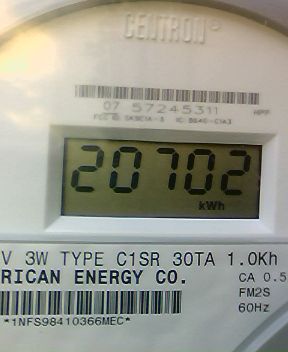 CENTRON®
07 57245311
20702
kWh
V 3W TYPE C1SR 30TA 1.0Kh
RICAN ENERGY CO.
CA 0.5
FM2S
60Hz
*1NFS98410366MEC*